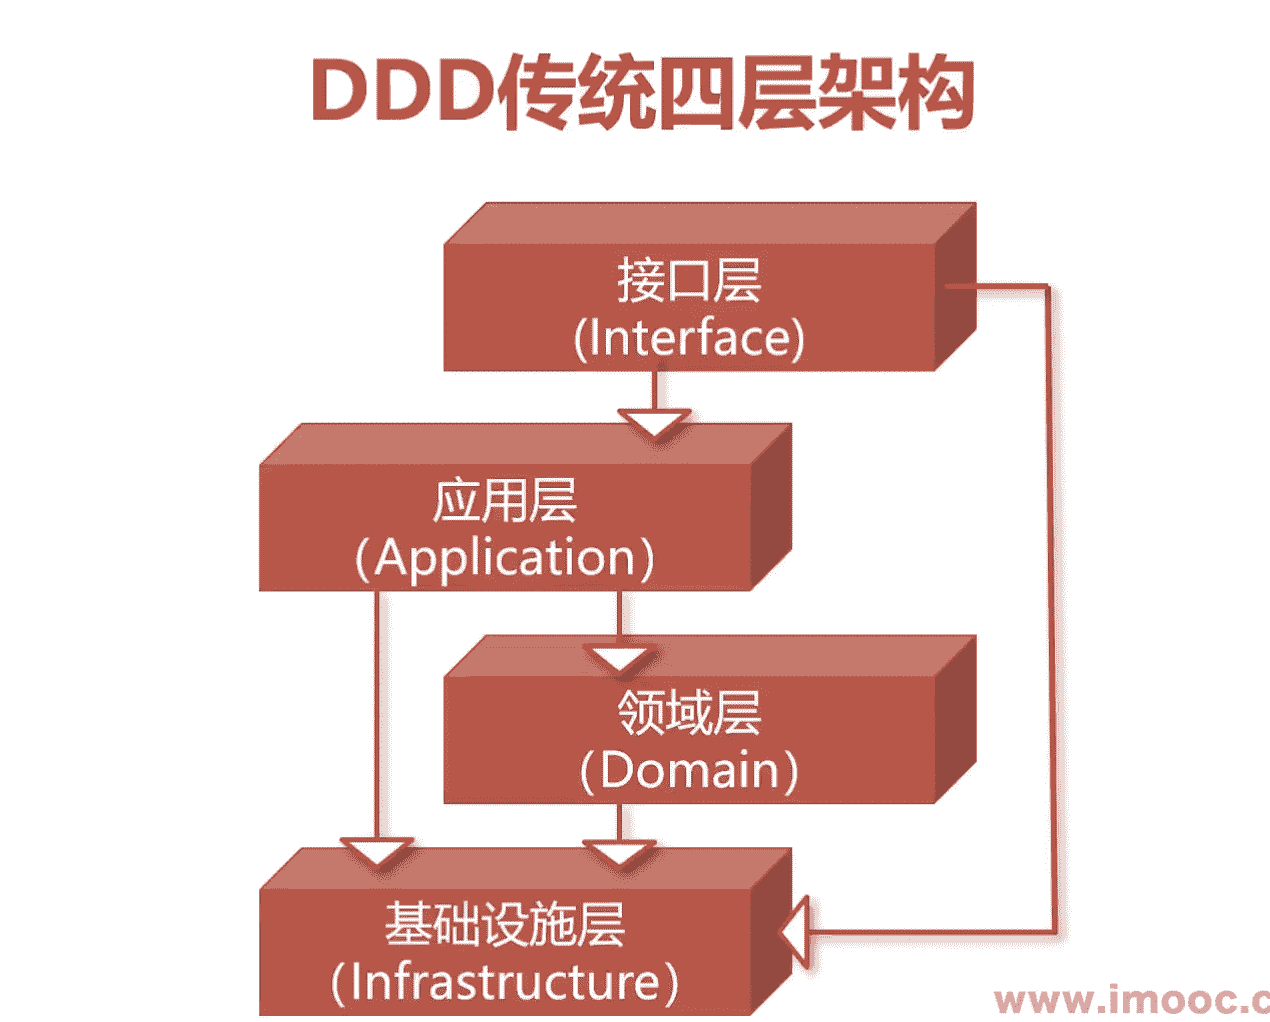 DDD传统四层架构
接口层
(Interface)
应用层
(Application)
领域层
(Domain)
基础设施层
(Infrastructure)
www.imooc.c